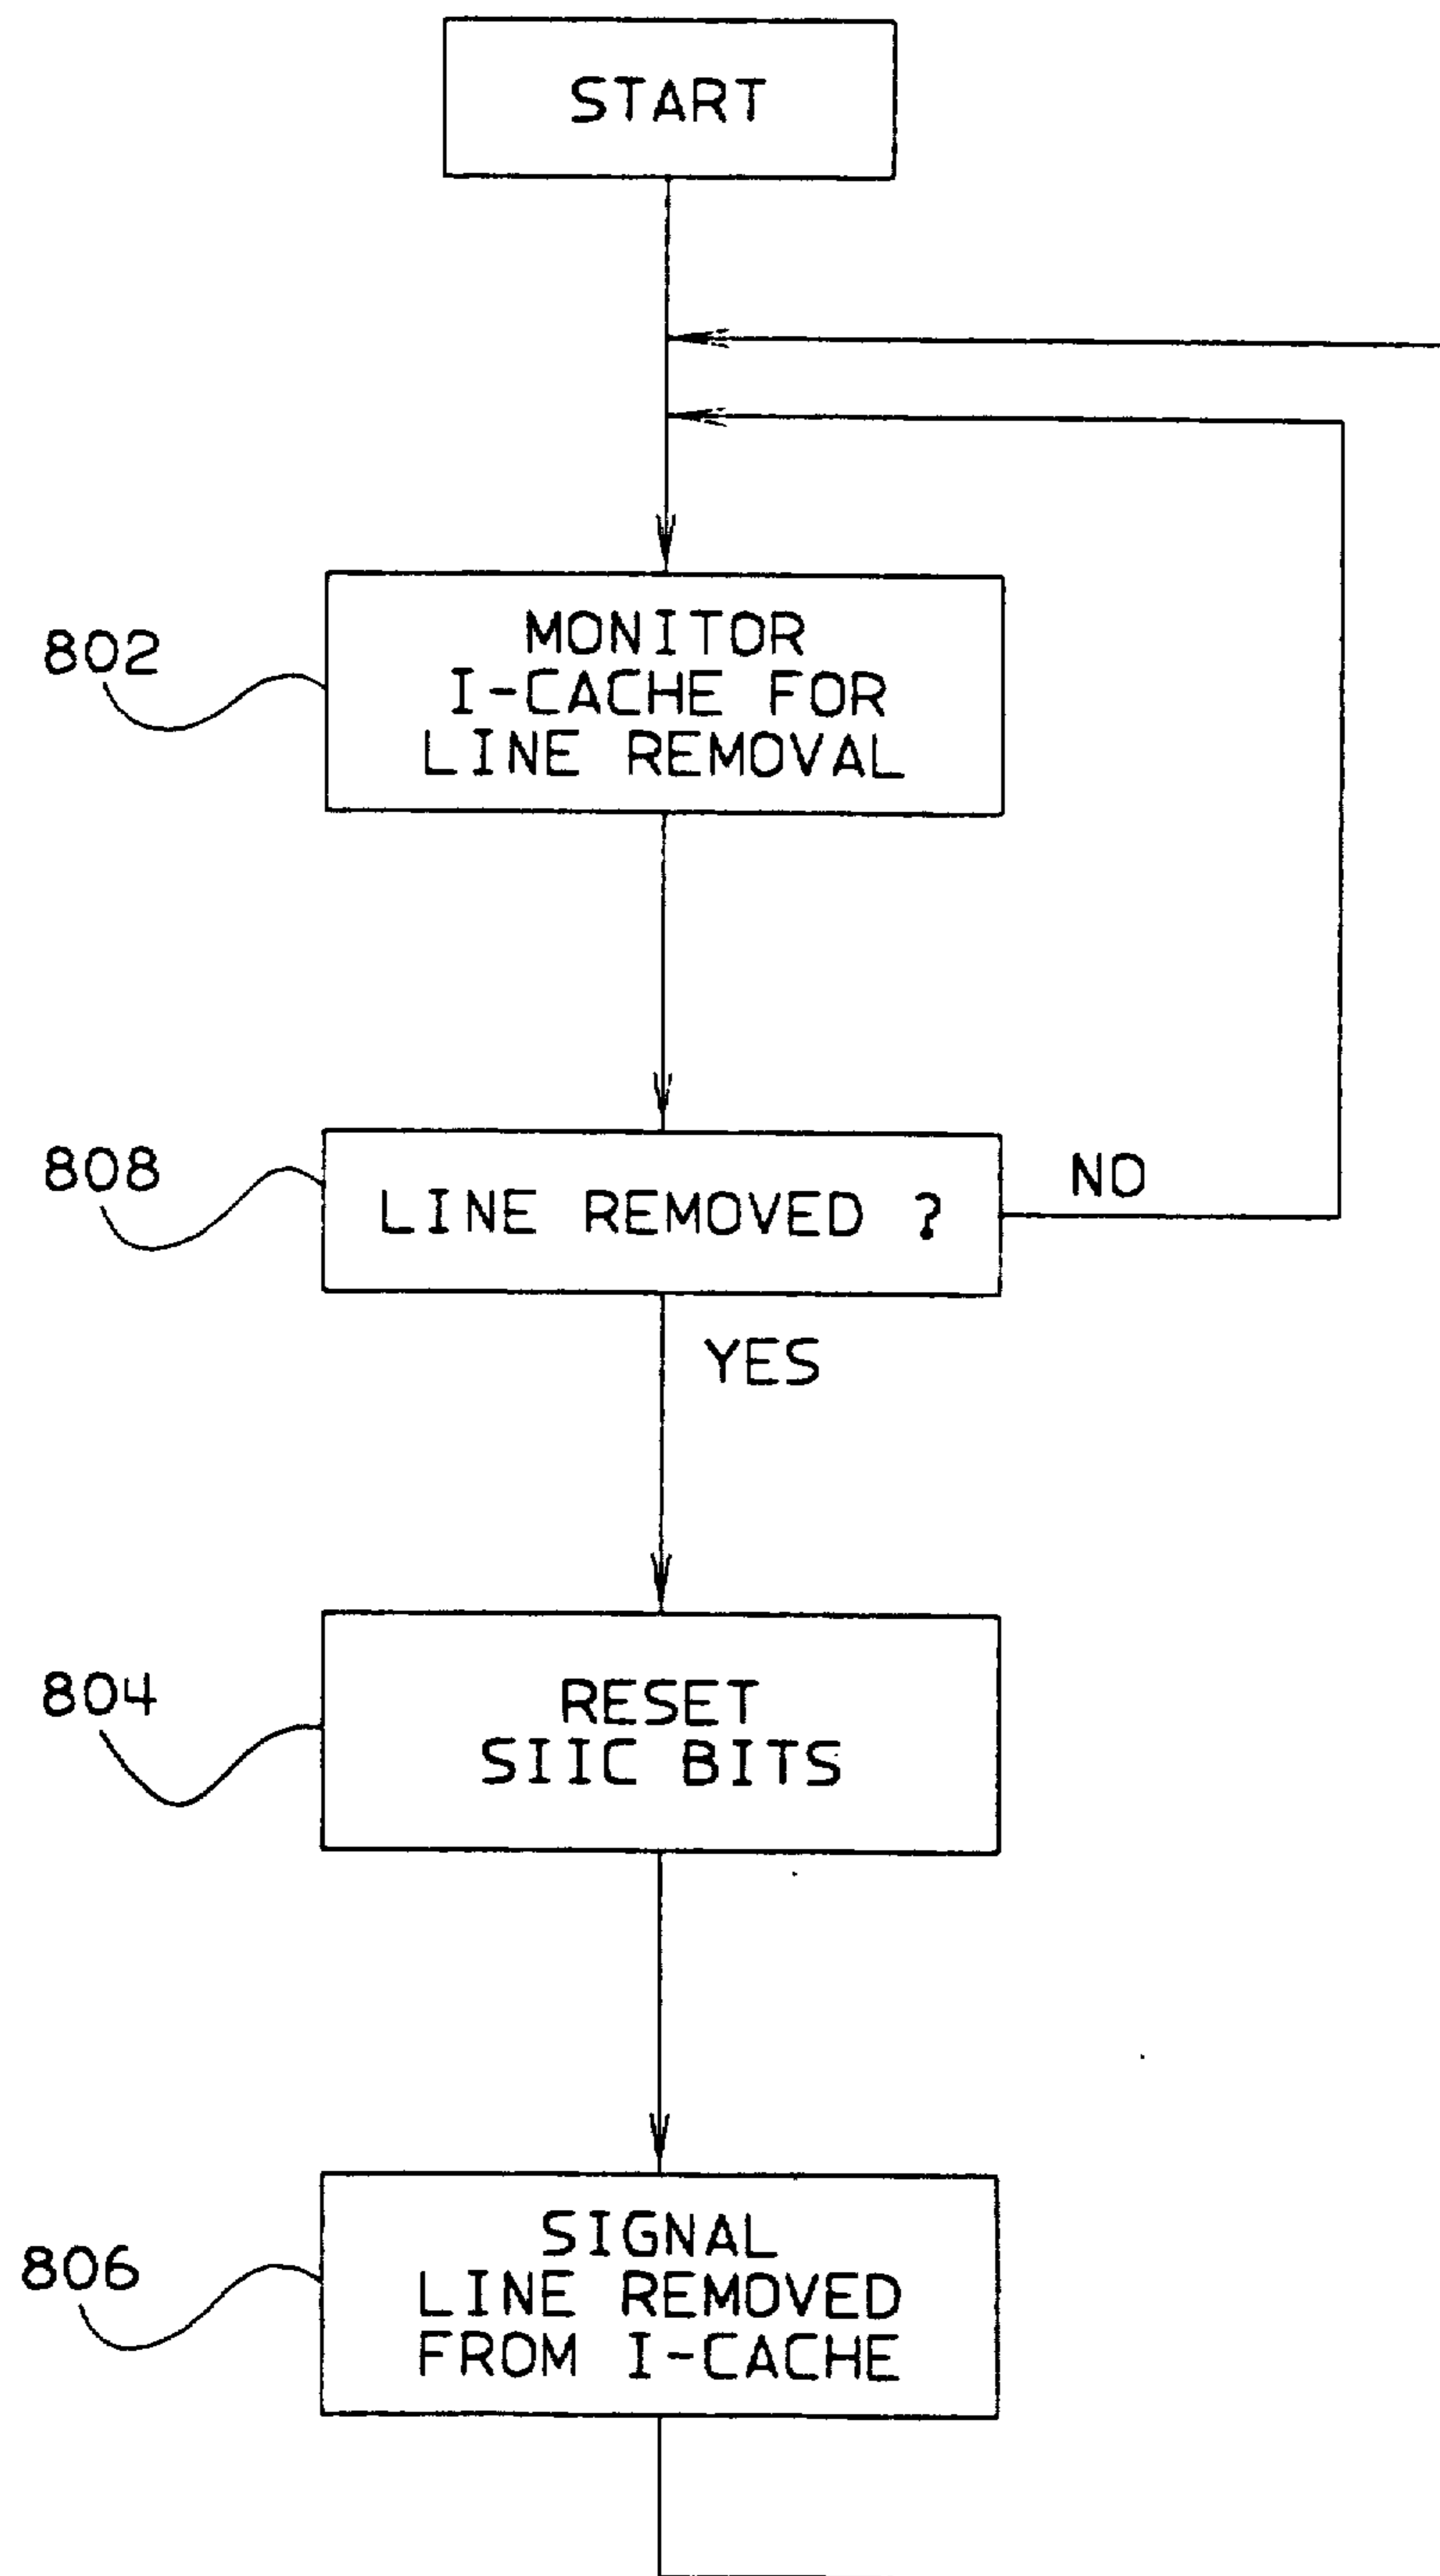 START
802
MONITOR
I-CACHE FOR
LINE REMOVAL
808
LINE REMOVED ?
NO
YES
804
RESET
SIIC BITS
806
SIGNAL
LINE REMOVED
FROM I-CACHE